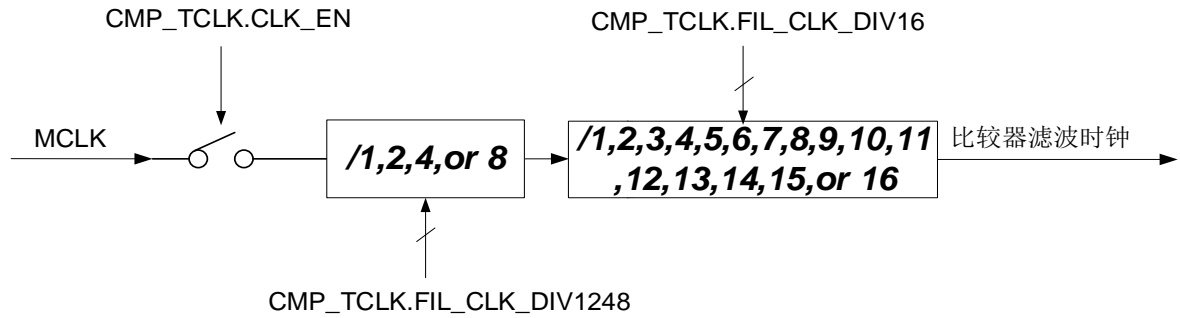 CMP_TCLK.CLK_EN
CMP_TCLK.FIL_CLK_DIV16
MCLK
/1,2,4,or 8
/1,2,3,4,5,6,7,8,9,10,11
,12,13,14,15,or 16
比较器滤波时钟
CMP_TCLK.FIL_CLK_DIV1248